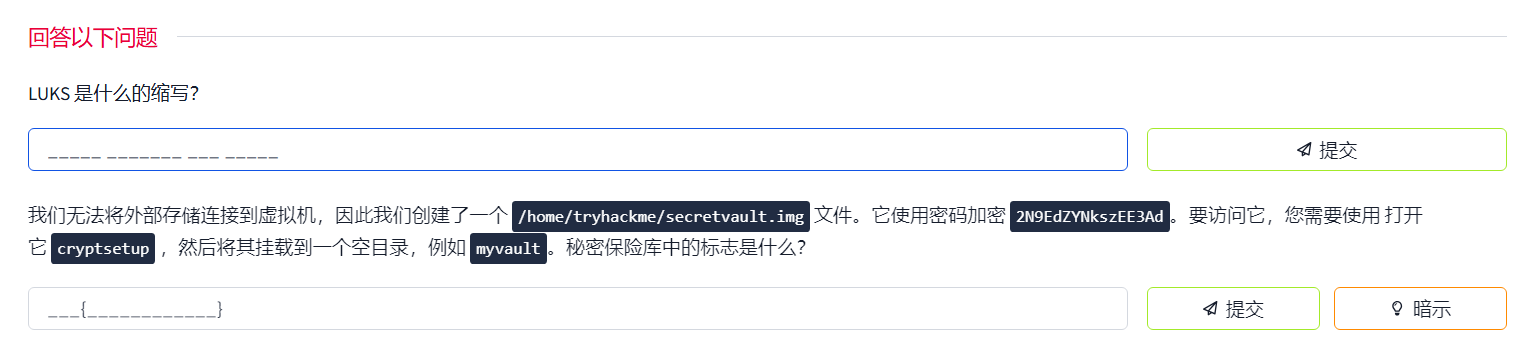 回答以下问题
LUKS 是什么的缩写？
_____ _______ ___ _____
提交
我们无法将外部存储连接到虚拟机，因此我们创建了一个 /home/tryhackme/secretvault.img 文件。它使用密码加密 2N9EdZYNkszEE3Ad 。要访问它，您需要使用 打开
它 cryptsetup ，然后将其挂载到一个空目录，例如 myvault 。秘密保险库中的标志是什么？
___{____________}
提交
暗示